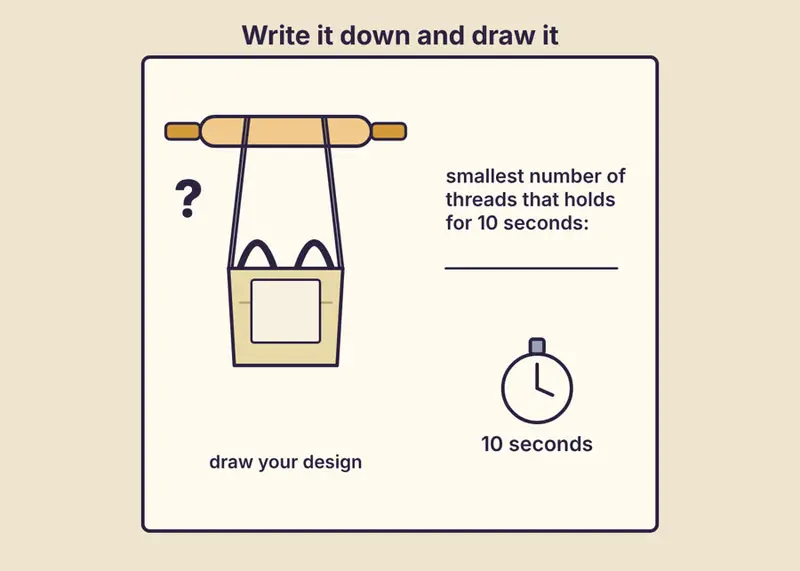 Write it down and draw it
?
smallest number of
threads that holds
for 10 seconds:
10 seconds
draw your design